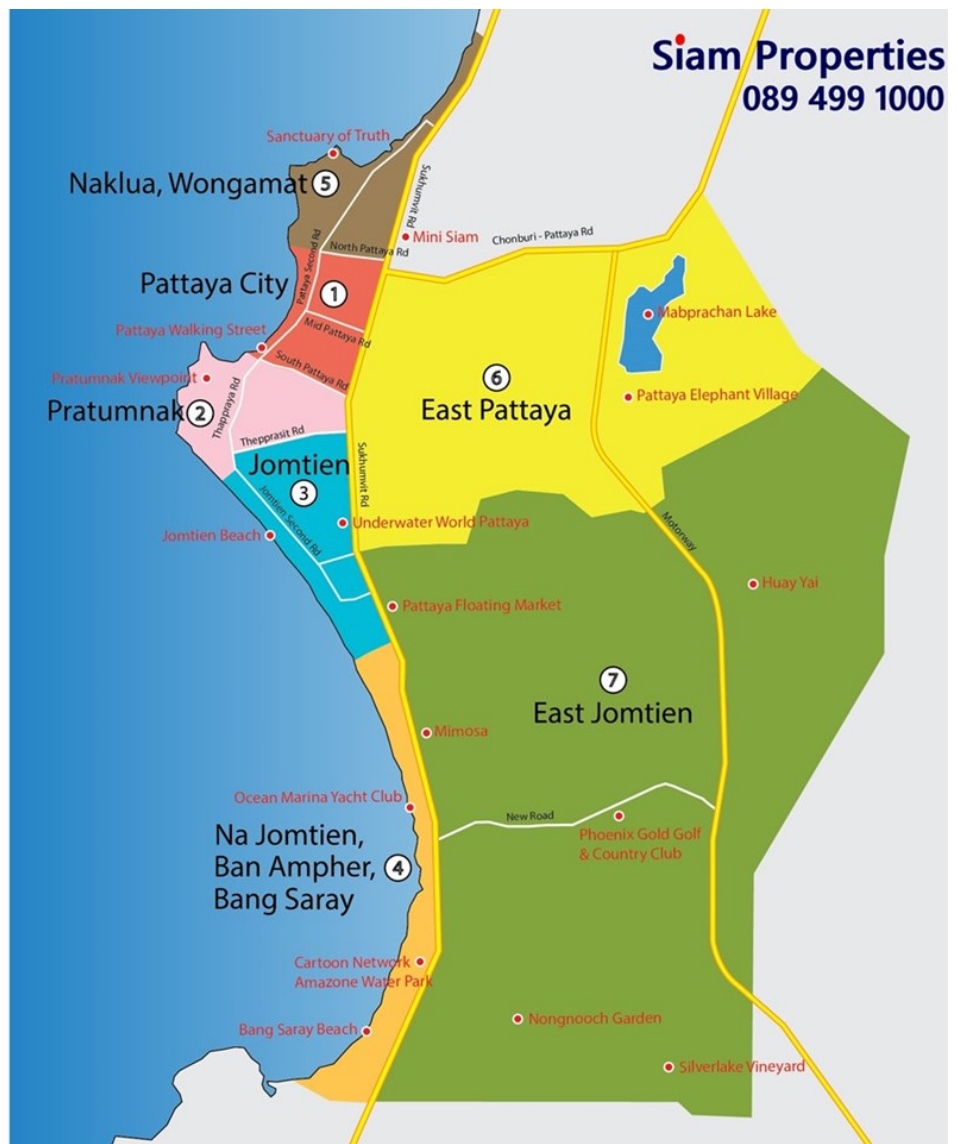 Siam Properties
089 499 1000
Sanctuary of Truth
Naklua, Wongamat
5
Sukhumvit Rd
Mini Siam
Chonburi - Pattaya Rd
North Pattaya Rd
Pattaya Second Rd
Pattaya City
1
Mabprachan Lake
Mid Pattaya Rd
Pattaya Walking Street
South Pattaya Rd
Pratumnak Viewpoint
6
East Pattaya
Pattaya Elephant Village
Pratumnak
2
Thappraya Rd
Thepprasit Rd
Jomtien
3
Sukhumvit Rd
Jomtien Second Rd
Underwater World Pattaya
Jomtien Beach
Motorway
Huay Yai
Pattaya Floating Market
7
East Jomtien
Mimosa
Ocean Marina Yacht Club
New Road
Phoenix Gold Golf
& Country Club
Na Jomtien,
Ban Ampher,
Bang Saray
4
Cartoon Network
Amazone Water Park
Bang Saray Beach
Nongnooch Garden
Silverlake Vineyard